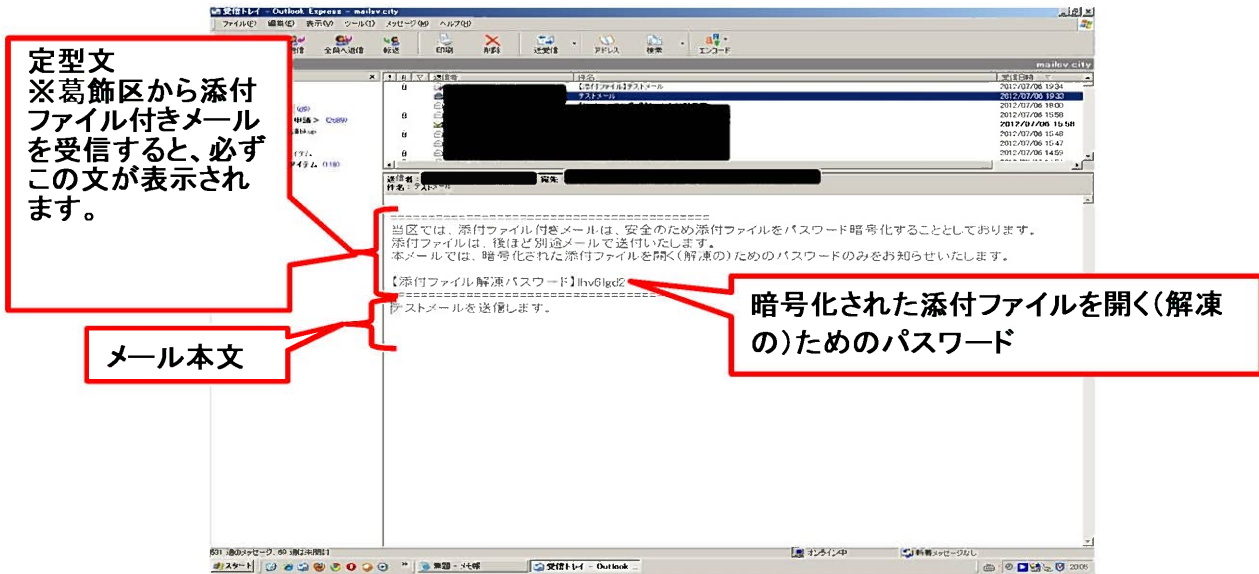 受信トレイ - Outlook Express - mailsv.city
ファイル(F) 編集(E) 表示(V) ツール(T) メッセージ(M) ヘルプ(H)
全員へ返信 転送 印刷 削除 送受信 アドレス 検索 エンコード
mailsv.city
定型文
※葛飾区から添付
ファイル付きメール
を受信すると、必ず
この文が表示され
ます。
件名 受信日時
【添付ファイル】テストメール 2012/07/06 19:34
テストメール 2012/07/06 19:33
2012/07/06 18:00
2012/07/06 15:58
2012/07/06 15:58
2012/07/06 15:48
2012/07/06 15:47
2012/07/06 14:59
送信者: 宛先:
件名: テストメール
当区では、添付ファイル付きメールは、安全のため添付ファイルをパスワード暗号化することとしております。
添付ファイルは、後ほど別途メールで送付いたします。
本メールでは、暗号化された添付ファイルを開く(解凍の)ためのパスワードのみをお知らせいたします。
【添付ファイル解凍パスワード】
テストメールを送信します。
暗号化された添付ファイルを開く(解凍
の)ためのパスワード
メール本文
オンライン中 新着メッセージなし
スタート 無題 - メモ帳 受信トレイ - Outlook ... 20:05